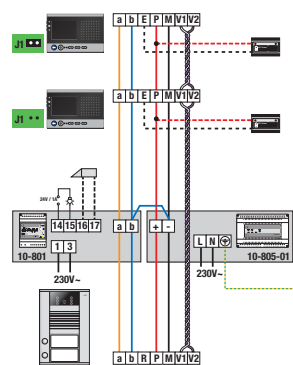 a b E P M V1 V2
J1
a b E P M V1 V2
J1
24V / 1A
14 15 16 17
a b + -
1 3
L N
10-801
10-805-01
230V~
230V~
a b R P M V1 V2